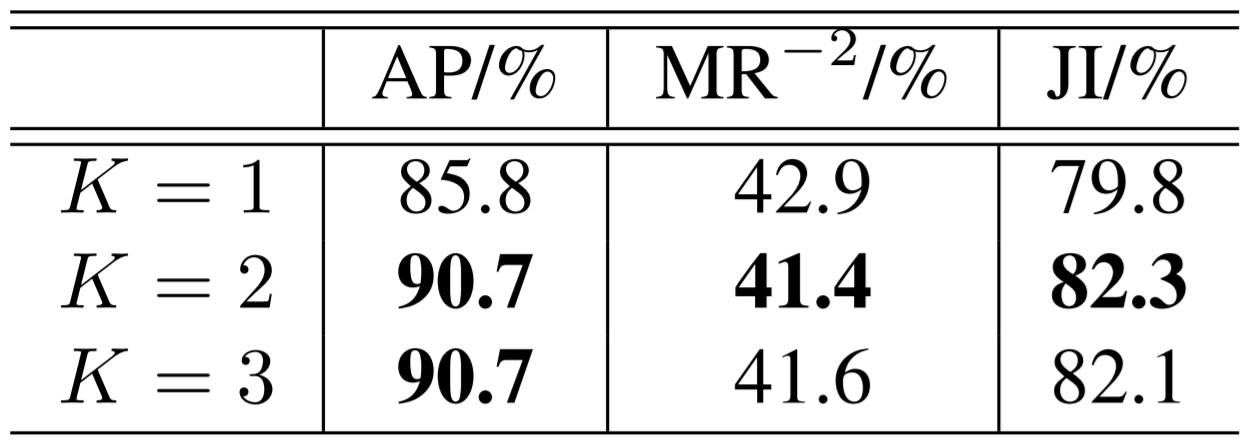 AP/% MR⁻²/% JI/%
K = 1 85.8 42.9 79.8
K = 2 90.7 41.4 82.3
K = 3 90.7 41.6 82.1